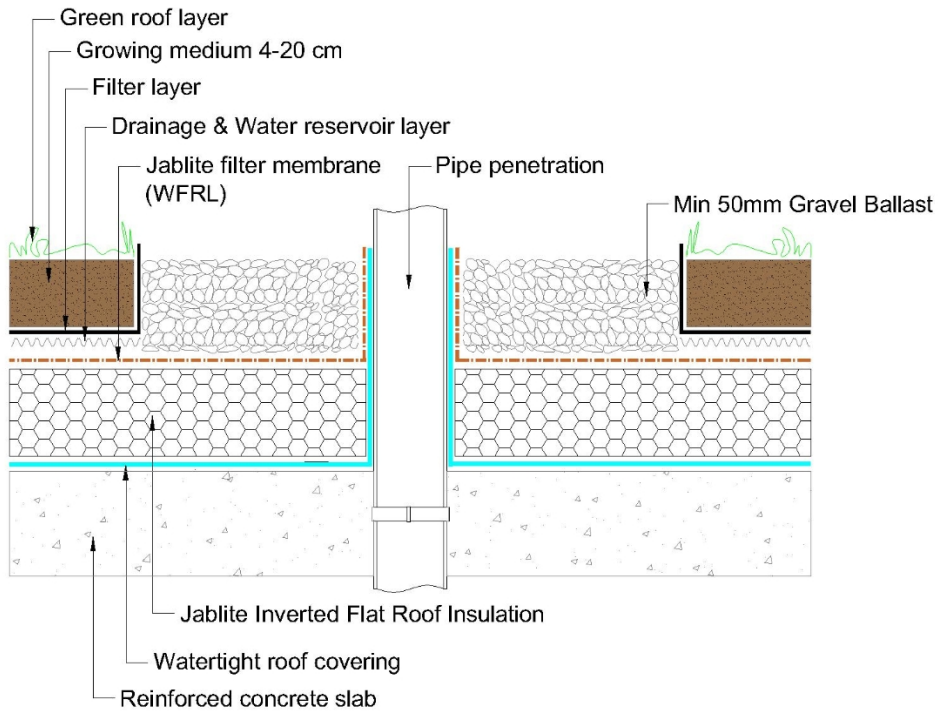 Green roof layer
Growing medium 4-20 cm
Filter layer
Drainage & Water reservoir layer
Jablite filter membrane
(WFRL)
Pipe penetration
Min 50mm Gravel Ballast
Jablite Inverted Flat Roof Insulation
Watertight roof covering
Reinforced concrete slab